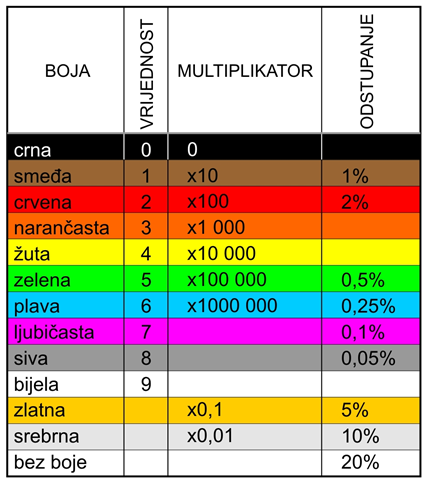 BOJA VRIJEDNOST MULTIPLIKATOR ODSTUPANJE
crna 0 0
smeđa 1 x10 1%
crvena 2 x100 2%
narančasta 3 x1 000
žuta 4 x10 000
zelena 5 x100 000 0,5%
plava 6 x1000 000 0,25%
ljubičasta 7 0,1%
siva 8 0,05%
bijela 9
zlatna x0,1 5%
srebrna x0,01 10%
bez boje 20%